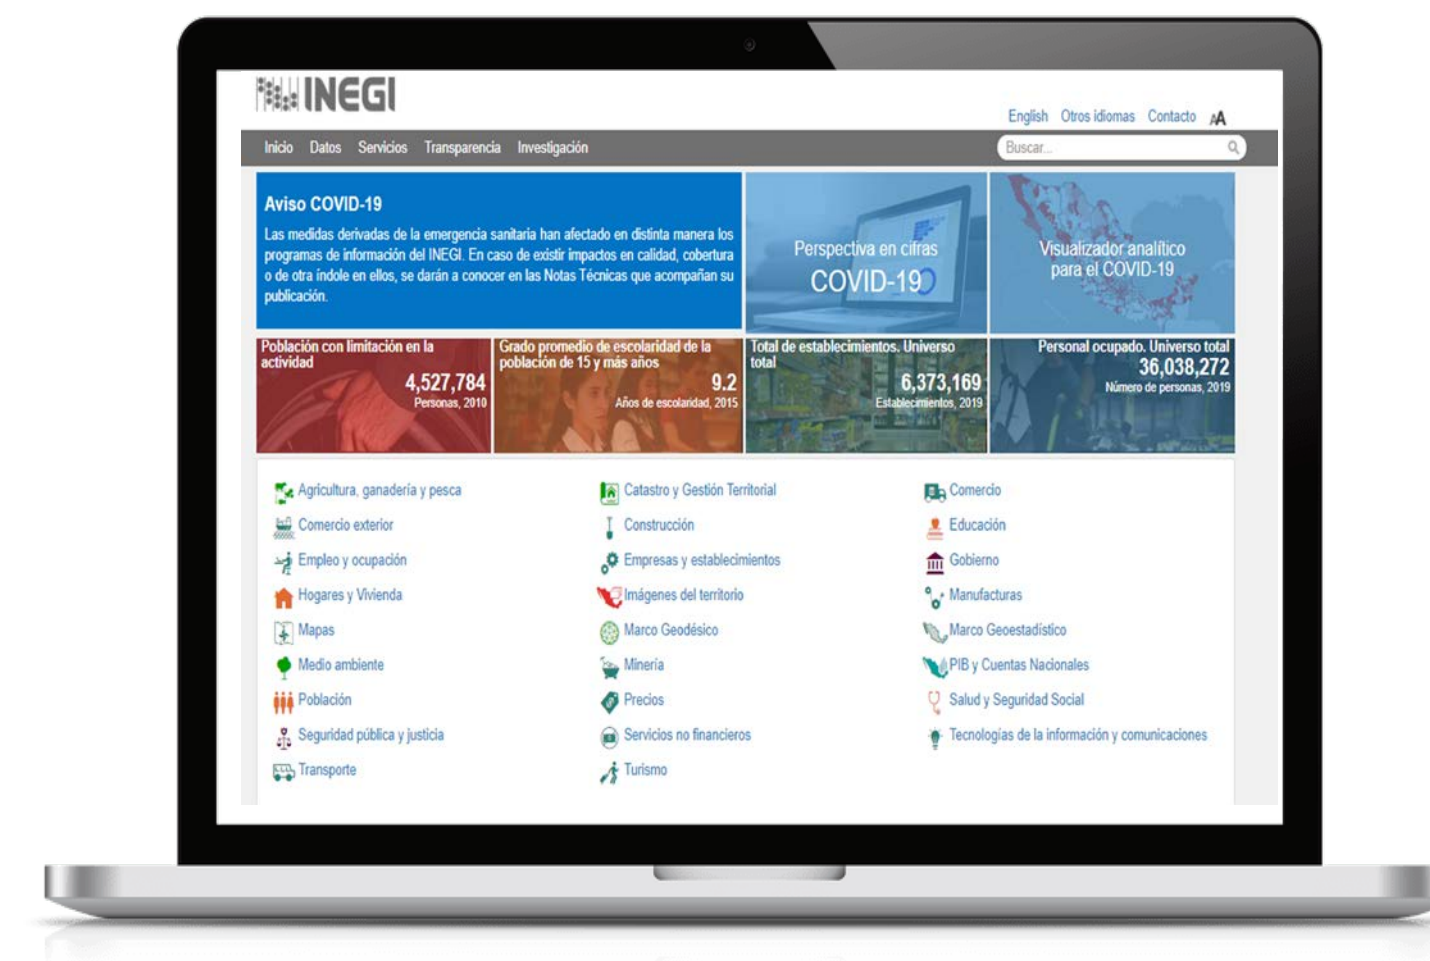 INEGI
English Otros idiomas Contacto AA
Inicio Datos Servicios Transparencia Investigación Buscar...
Aviso COVID-19
Las medidas derivadas de la emergencia sanitaria han afectado en distinta manera los
programas de información del INEGI. En caso de existir impactos en calidad, cobertura
o de otra índole en ellos, se darán a conocer en las Notas Técnicas que acompañan su
publicación.
Perspectiva en cifras
COVID-19
Visualizador analítico
para el COVID-19
Población con limitación en la
actividad
4,527,784
Personas, 2010
Grado promedio de escolaridad de la
población de 15 y más años
9.2
Años de escolaridad, 2015
Total de establecimientos. Universo
total
6,373,169
Establecimientos, 2019
Personal ocupado. Universo total
36,038,272
Número de personas, 2019
Agricultura, ganadería y pesca
Catastro y Gestión Territorial
Comercio
Comercio exterior
Construcción
Educación
Empleo y ocupación
Empresas y establecimientos
Gobierno
Hogares y Vivienda
Imágenes del territorio
Manufacturas
Mapas
Marco Geodésico
Marco Geoestadístico
Medio ambiente
Minería
PIB y Cuentas Nacionales
Población
Precios
Salud y Seguridad Social
Seguridad pública y justicia
Servicios no financieros
Tecnologías de la información y comunicaciones
Transporte
Turismo